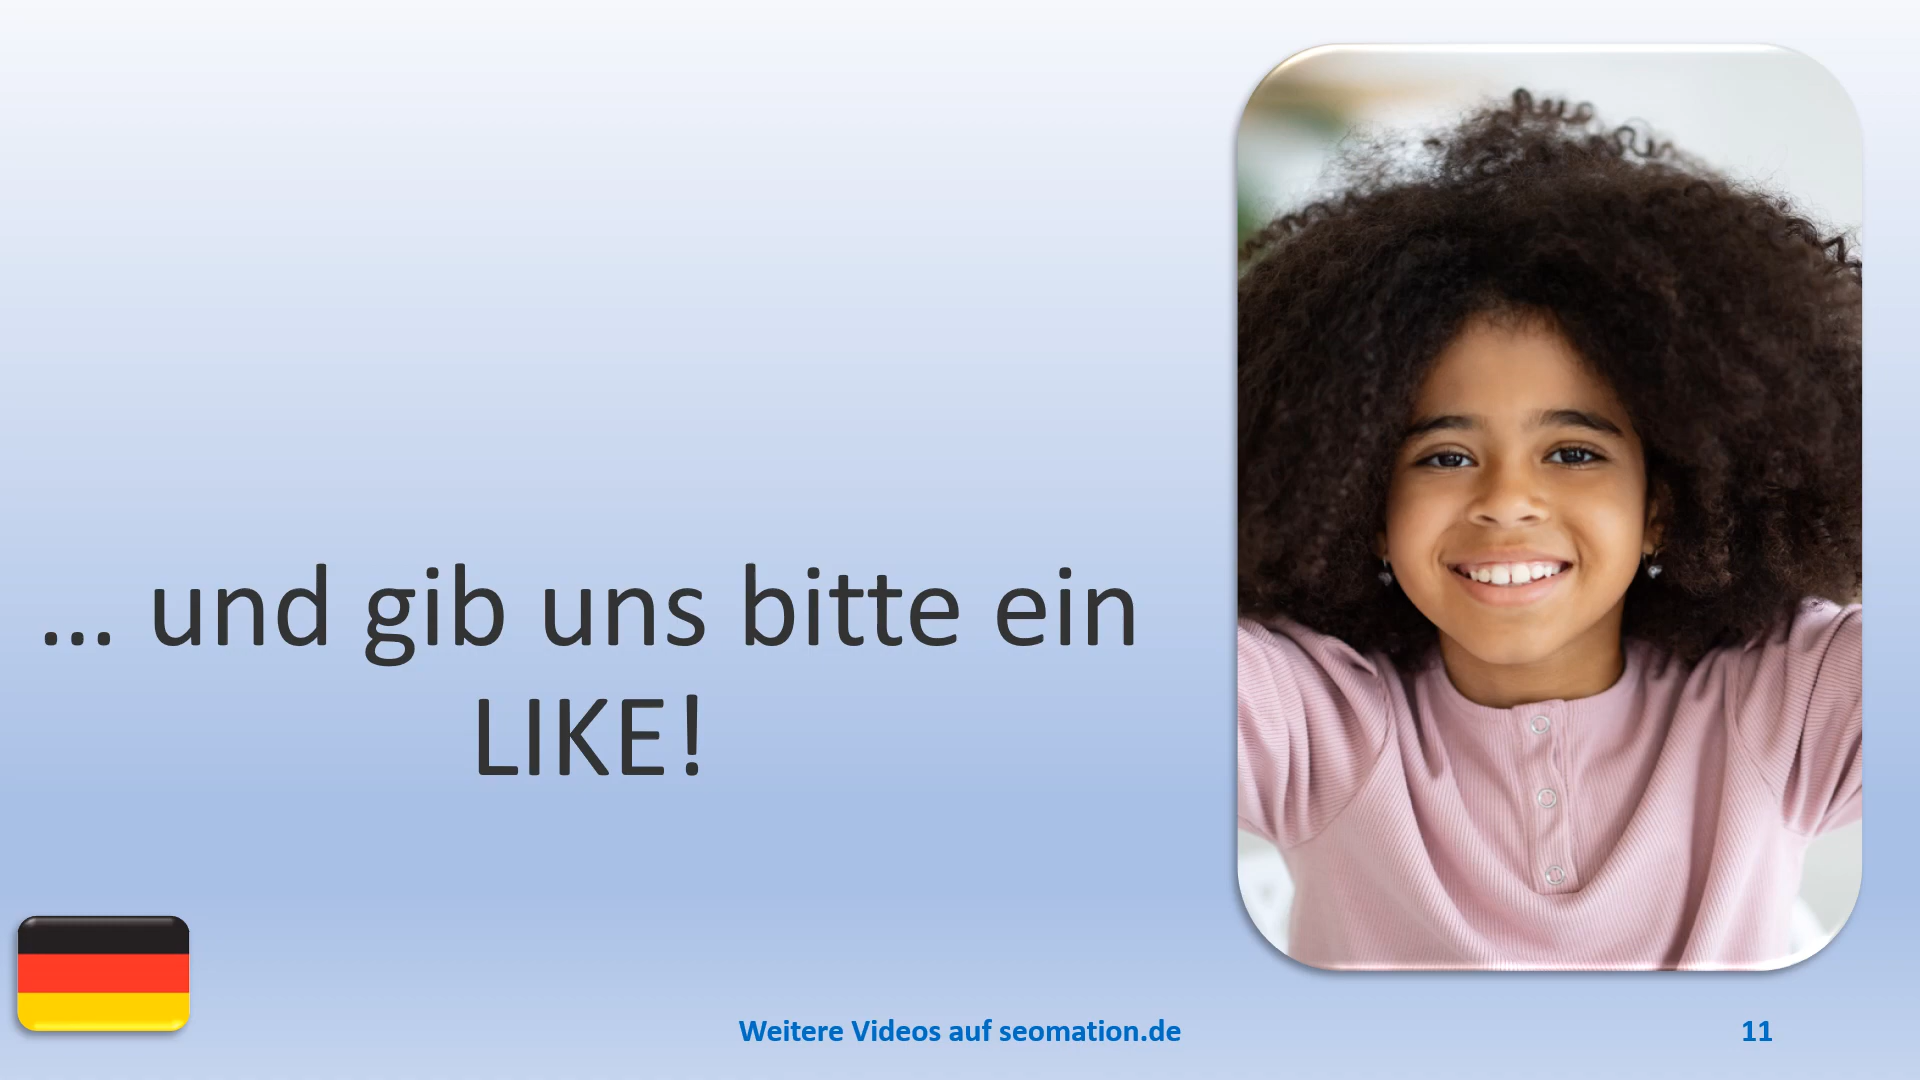 ... und gib uns bitte ein
LIKE!
Weitere Videos auf seomation.de
11